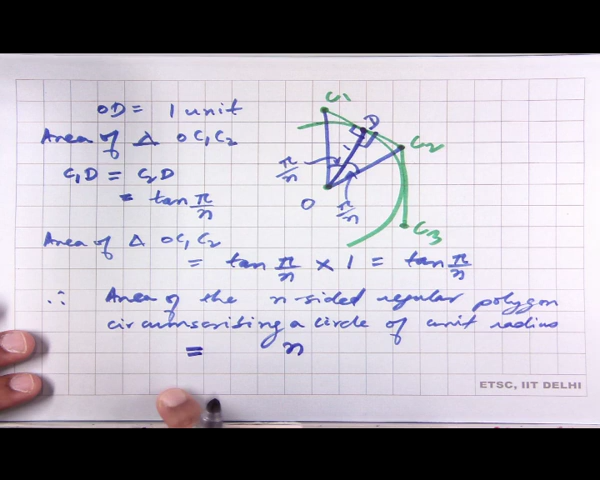 OD = 1 unit
Area of Δ OC₁C₂
C₁D = C₂D
= tan π/n
C₁
D
C₂
1
π/n
O
π/n
C₃
Area of Δ OC₁C₂
= tan π/n × 1 = tan π/n
∴ Area of the n-sided regular polygon
circumscribing a circle of unit radius
= n
ETSC, IIT DELHI